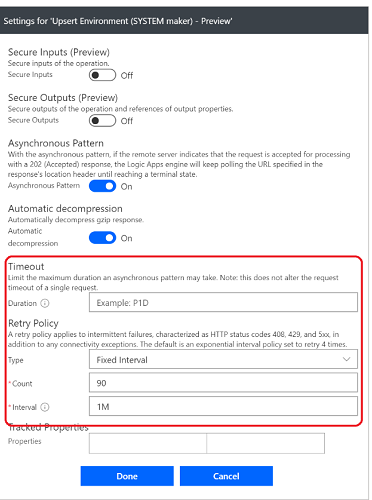 Settings for 'Upsert Environment (SYSTEM maker) - Preview'
Secure Inputs (Preview)
Secure inputs of the operation.
Secure Inputs Off
Secure Outputs (Preview)
Secure outputs of the operation and references of output properties.
Secure Outputs Off
Asynchronous Pattern
With the asynchronous pattern, if the remote server indicates that the request is accepted for processing
with a 202 (Accepted) response, the Logic Apps engine will keep polling the URL specified in the
response's location header until reaching a terminal state.
Asynchronous Pattern On
Automatic decompression
Automatically decompress gzip response.
Automatic
decompression On
Timeout
Limit the maximum duration an asynchronous pattern may take. Note: this does not alter the request
timeout of a single request.
Duration Example: P1D
Retry Policy
A retry policy applies to intermittent failures, characterized as HTTP status codes 408, 429, and 5xx, in
addition to any connectivity exceptions. The default is an exponential interval policy set to retry 4 times.
Type Fixed Interval
* Count 90
* Interval 1M
Tracked Properties
Properties
Done Cancel